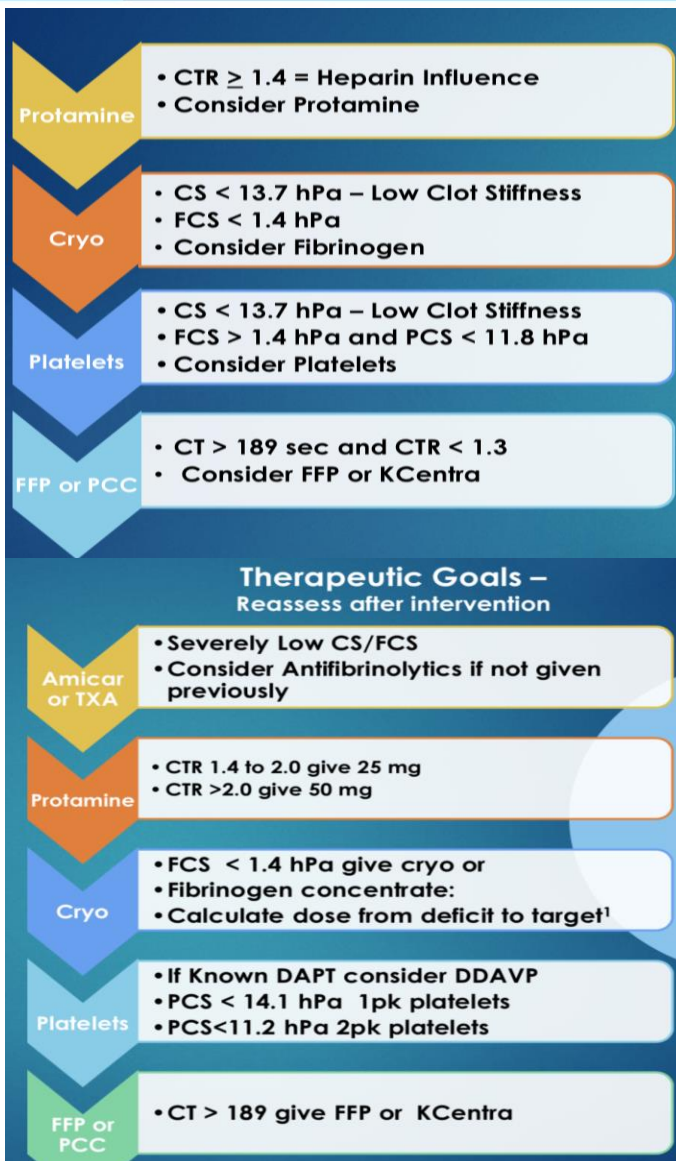 Protamine
• CTR ≥ 1.4 = Heparin Influence
• Consider Protamine
Cryo
• CS < 13.7 hPa – Low Clot Stiffness
• FCS < 1.4 hPa
• Consider Fibrinogen
Platelets
• CS < 13.7 hPa – Low Clot Stiffness
• FCS > 1.4 hPa and PCS < 11.8 hPa
• Consider Platelets
FFP or PCC
• CT > 189 sec and CTR < 1.3
• Consider FFP or KCentra
Therapeutic Goals –
Reassess after intervention
Amicar
or TXA
• Severely Low CS/FCS
• Consider Antifibrinolytics if not given
previously
Protamine
• CTR 1.4 to 2.0 give 25 mg
• CTR >2.0 give 50 mg
Cryo
• FCS < 1.4 hPa give cryo or
• Fibrinogen concentrate:
• Calculate dose from deficit to target¹
Platelets
• If Known DAPT consider DDAVP
• PCS < 14.1 hPa 1pk platelets
• PCS<11.2 hPa 2pk platelets
FFP or
PCC
• CT > 189 give FFP or KCentra